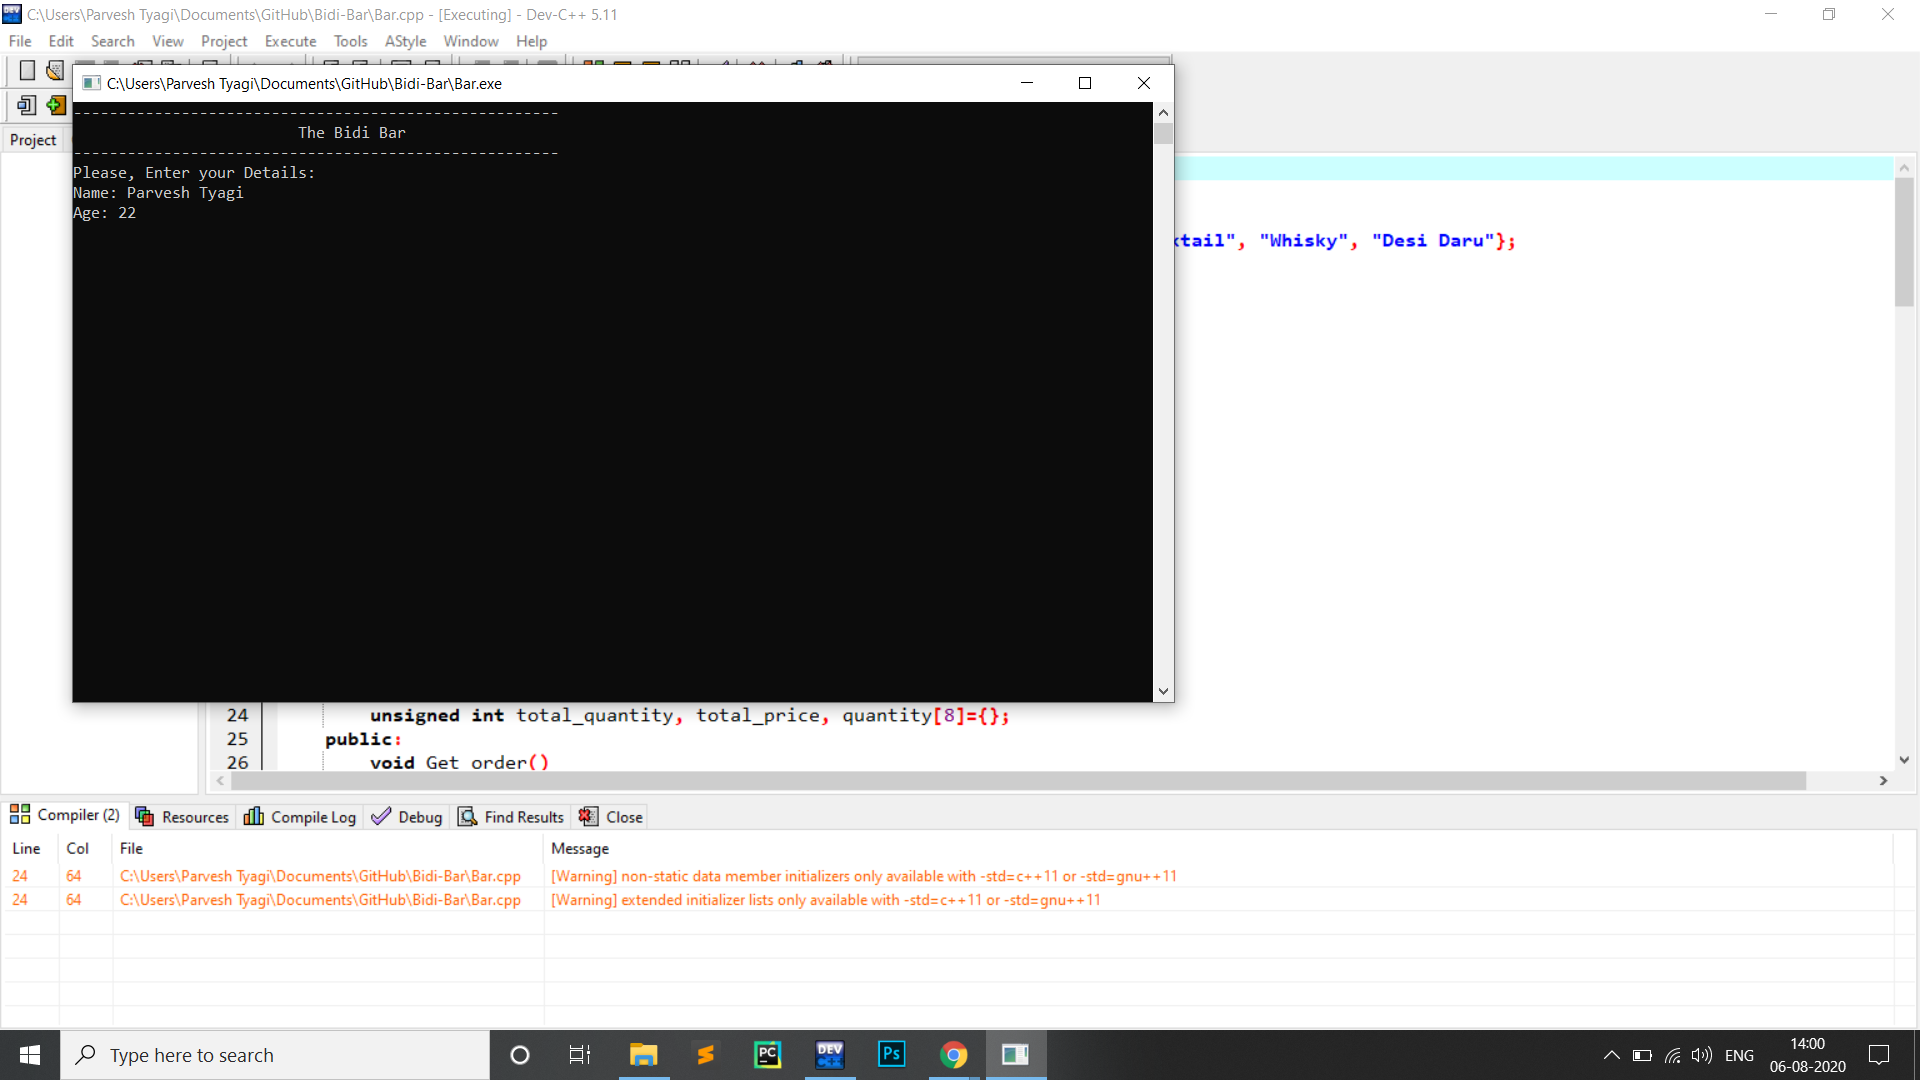 C:\Users\Parvesh Tyagi\Documents\GitHub\Bidi-Bar\Bar.cpp - [Executing] - Dev-C++ 5.11
File Edit Search View Project Execute Tools AStyle Window Help
C:\Users\Parvesh Tyagi\Documents\GitHub\Bidi-Bar\Bar.exe
Project
------------------------------------------------------
The Bidi Bar
------------------------------------------------------
Please, Enter your Details:
Name: Parvesh Tyagi
Age: 22
ktail", "Whisky", "Desi Daru"};
24 unsigned int total_quantity, total_price, quantity[8]={};
25 public:
26 void Get_order()
Compiler (2) Resources Compile Log Debug Find Results Close
Line Col File Message
24 64 C:\Users\Parvesh Tyagi\Documents\GitHub\Bidi-Bar\Bar.cpp [Warning] non-static data member initializers only available with -std=c++11 or -std=gnu++11
24 64 C:\Users\Parvesh Tyagi\Documents\GitHub\Bidi-Bar\Bar.cpp [Warning] extended initializer lists only available with -std=c++11 or -std=gnu++11
Type here to search
PC
DEV C++
Ps
ENG
14:00
06-08-2020